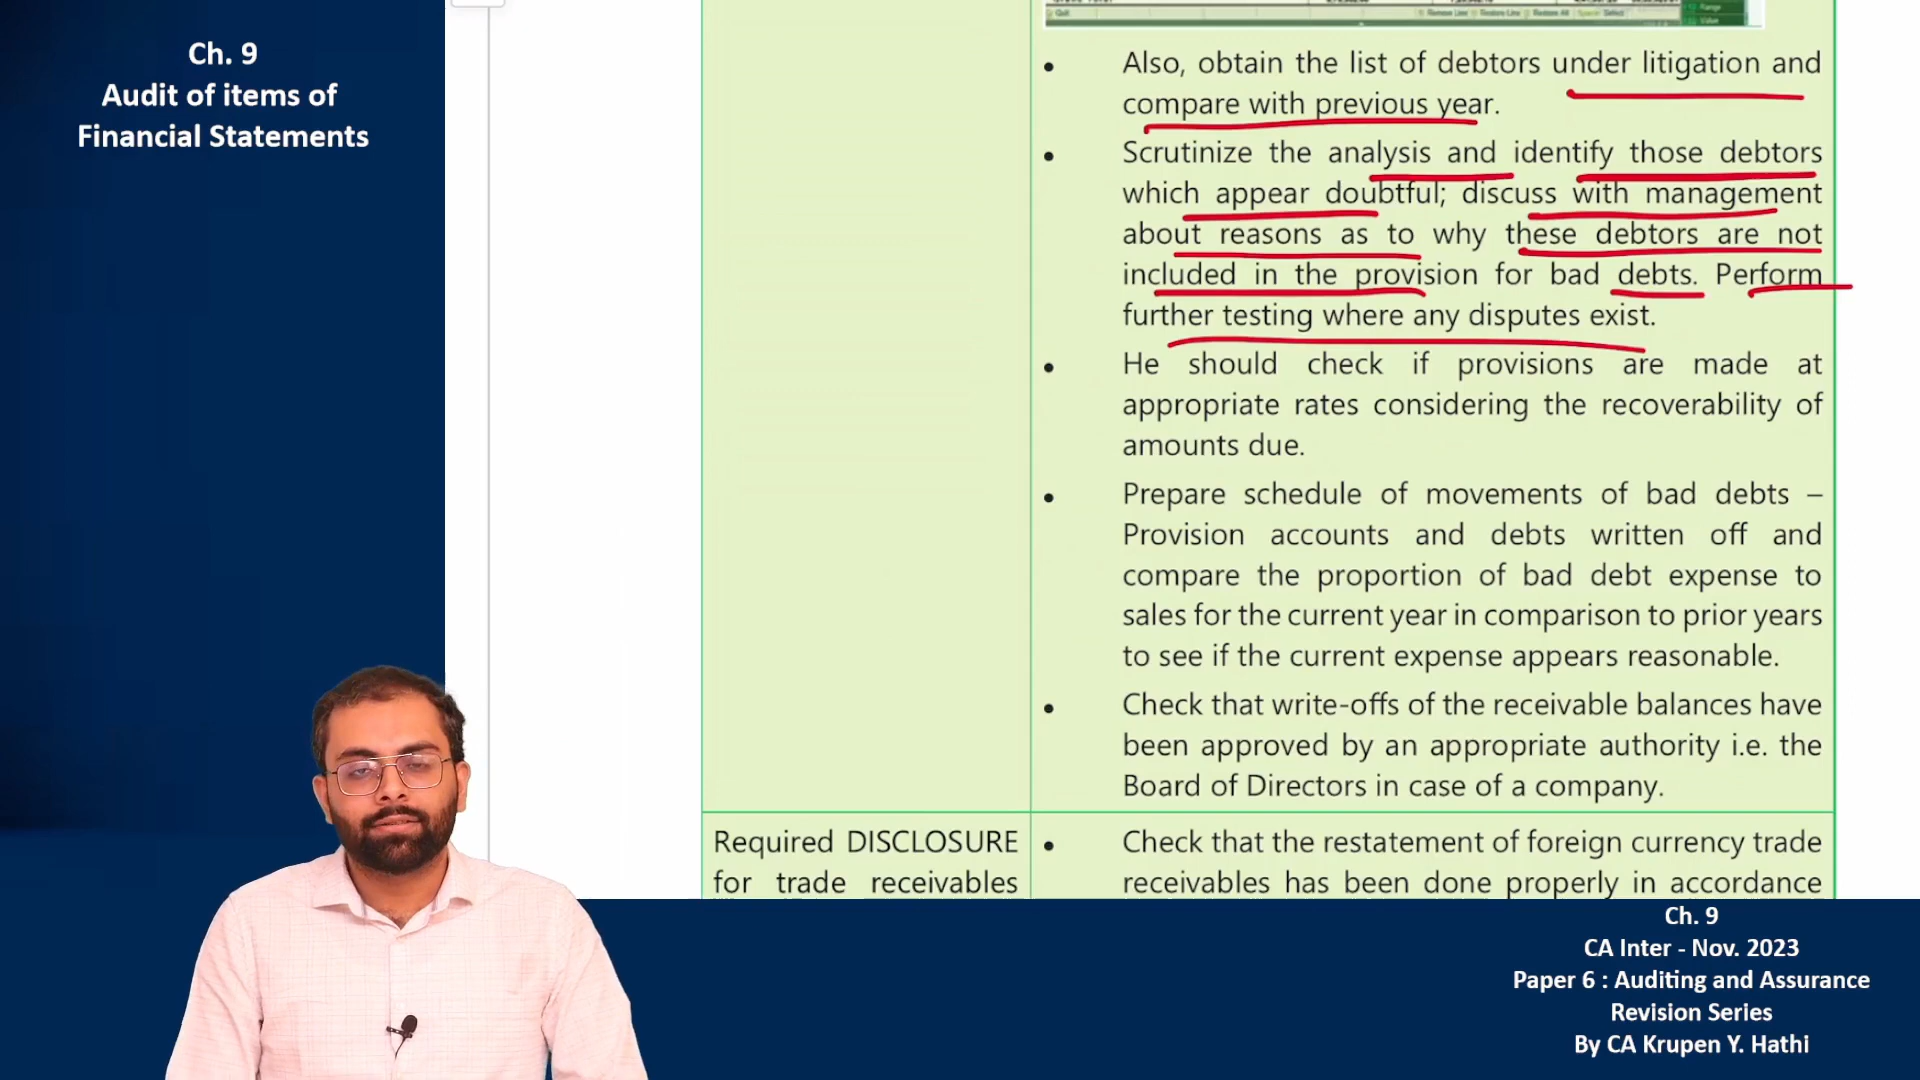 Ch. 9
Audit of items of
Financial Statements
Also, obtain the list of debtors under litigation and
compare with previous year.
Scrutinize the analysis and identify those debtors
which appear doubtful; discuss with management
about reasons as to why these debtors are not
included in the provision for bad debts. Perform
further testing where any disputes exist.
He should check if provisions are made at
appropriate rates considering the recoverability of
amounts due.
Prepare schedule of movements of bad debts –
Provision accounts and debts written off and
compare the proportion of bad debt expense to
sales for the current year in comparison to prior years
to see if the current expense appears reasonable.
Check that write-offs of the receivable balances have
been approved by an appropriate authority i.e. the
Board of Directors in case of a company.
Required DISCLOSURE
for trade receivables
Check that the restatement of foreign currency trade
receivables has been done properly in accordance
Ch. 9
CA Inter - Nov. 2023
Paper 6 : Auditing and Assurance
Revision Series
By CA Krupen Y. Hathi